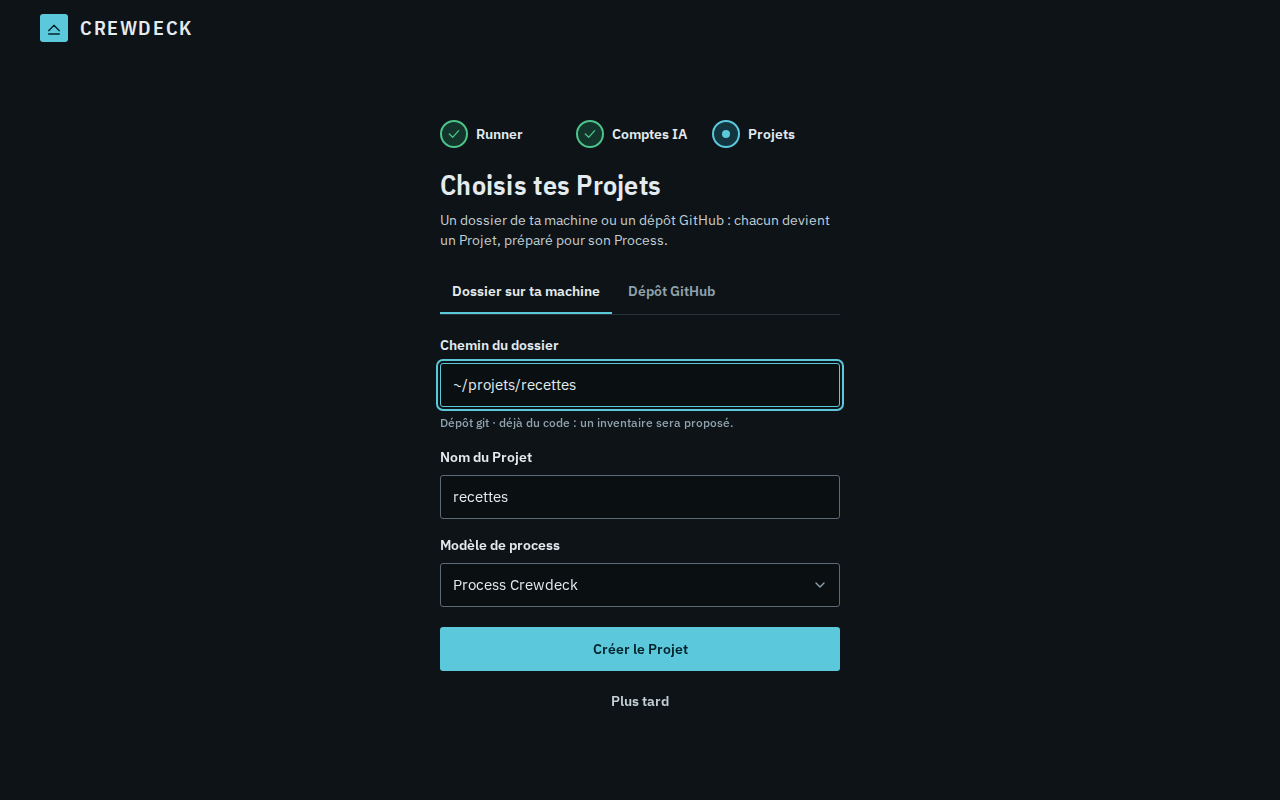 CREWDECK
Runner
Comptes IA
Projets
Choisis tes Projets
Un dossier de ta machine ou un dépôt GitHub : chacun devient
un Projet, préparé pour son Process.
Dossier sur ta machine
Dépôt GitHub
Chemin du dossier
~/projets/recettes
Dépôt git · déjà du code : un inventaire sera proposé.
Nom du Projet
recettes
Modèle de process
Process Crewdeck
Créer le Projet
Plus tard